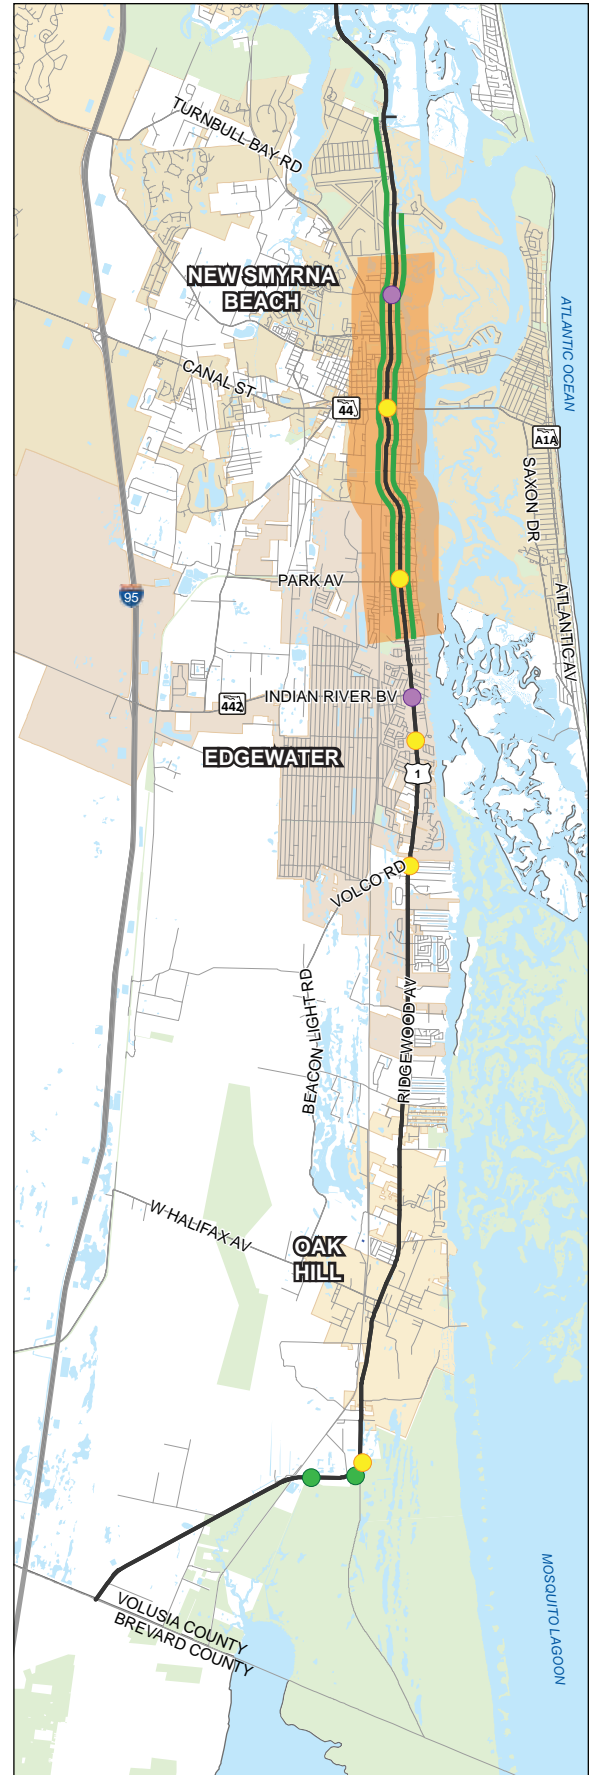 TURNBULL BAY RD
NEW SMYRNA
BEACH
ATLANTIC OCEAN
CANAL ST
44
A1A
SAXON DR
PARK AV
95
ATLANTIC AV
INDIAN RIVER BV
442
EDGEWATER
1
VOLCO RD
BEACON LIGHT RD
RIDGEWOOD AV
W HALIFAX AV
OAK
HILL
MOSQUITO LAGOON
VOLUSIA COUNTY
BREVARD COUNTY